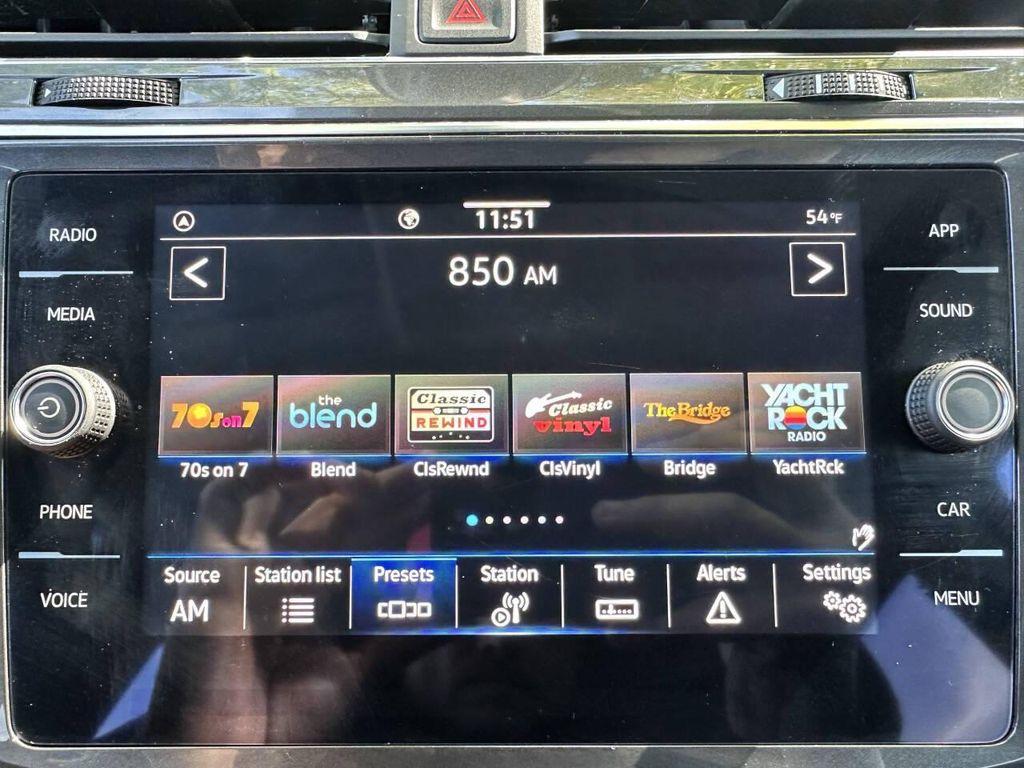 RADIO
MEDIA
PHONE
VOICE
11:51
54 °F
850 AM
70s on 7
the
blend
Classic
REWIND
Classic
vinyl
The Bridge
YACHT
ROCK
RADIO
70s on 7
Blend
ClsRewnd
ClsVinyl
Bridge
YachtRck
Source
AM
Station list
Presets
Station
Tune
Alerts
Settings
APP
SOUND
CAR
MENU